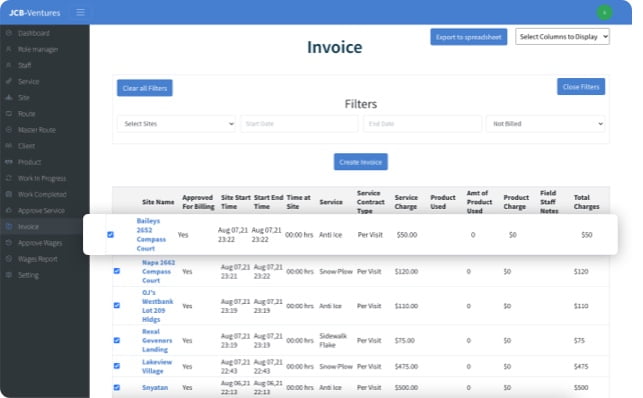 JCB-Ventures
Dashboard
Role manager
Staff
Service
Site
Route
Master Route
Client
Product
Work In Progress
Work Completed
Approve Service
Invoice
Approve Wages
Wages Report
Setting
Invoice
Export to spreadsheet
Select Columns to Display
Clear all Filters
Close Filters
Filters
Select Sites
Start Date
End Date
Not Billed
Create Invoice
Site Name
Approved
For Billing
Site Start
Time
Start End
Time
Time at
Site
Service
Service
Contract
Type
Service
Charge
Product
Used
Amt of
Product
Used
Product
Charge
Field
Staff
Notes
Total
Charges
Baileys
2652
Compass
Court
Yes
Aug 07,21
23:22
Aug 07,21
23:22
00:00 hrs
Anti Ice
Per Visit
$50.00
0
$0
$50
Napa 2662
Compass
Court
Yes
Aug 07,21
23:21
Aug 07,21
23:22
00:00 hrs
Snow Plow
Per Visit
$120.00
0
$0
$120
OJ's
Westbank
Lot 209
Hldgs
Yes
Aug 07,21
23:19
Aug 07,21
23:19
00:00 hrs
Anti Ice
Per Visit
$110.00
0
$0
$110
Rexal
Goveners
Landing
Yes
Aug 07,21
23:19
Aug 07,21
23:19
00:00 hrs
Sidewalk
Flake
Per Visit
$75.00
0
$0
$75
Lakeview
Village
Yes
Aug 07,21
22:43
Aug 07,21
22:43
00:00 hrs
Snow Plow
Per Visit
$475.00
0
$0
$475
Snyatan
Yes
Aug 06,21
22:13
Aug 06,21
22:13
00:00 hrs
Anti Ice
Per Visit
$500.00
0
$0
$500